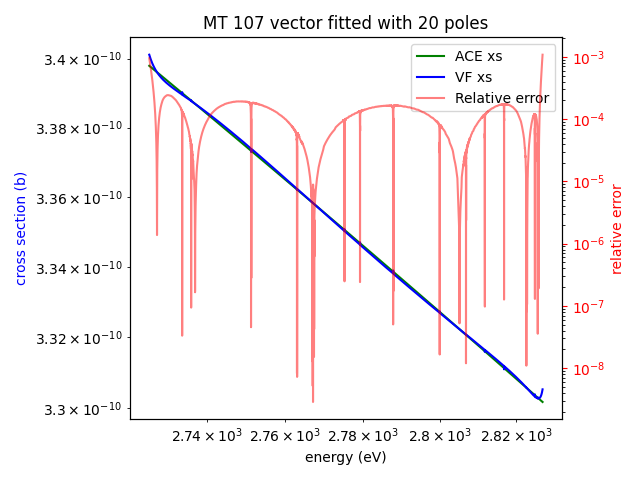 MT 107 vector fitted with 20 poles
ACE xs
VF xs
Relative error
3.4 × 10⁻¹⁰
3.38 × 10⁻¹⁰
3.36 × 10⁻¹⁰
3.34 × 10⁻¹⁰
3.32 × 10⁻¹⁰
3.3 × 10⁻¹⁰
cross section (b)
10⁻³
10⁻⁴
10⁻⁵
10⁻⁶
10⁻⁷
10⁻⁸
relative error
2.74 × 10³ 2.76 × 10³ 2.78 × 10³ 2.8 × 10³ 2.82 × 10³
energy (eV)